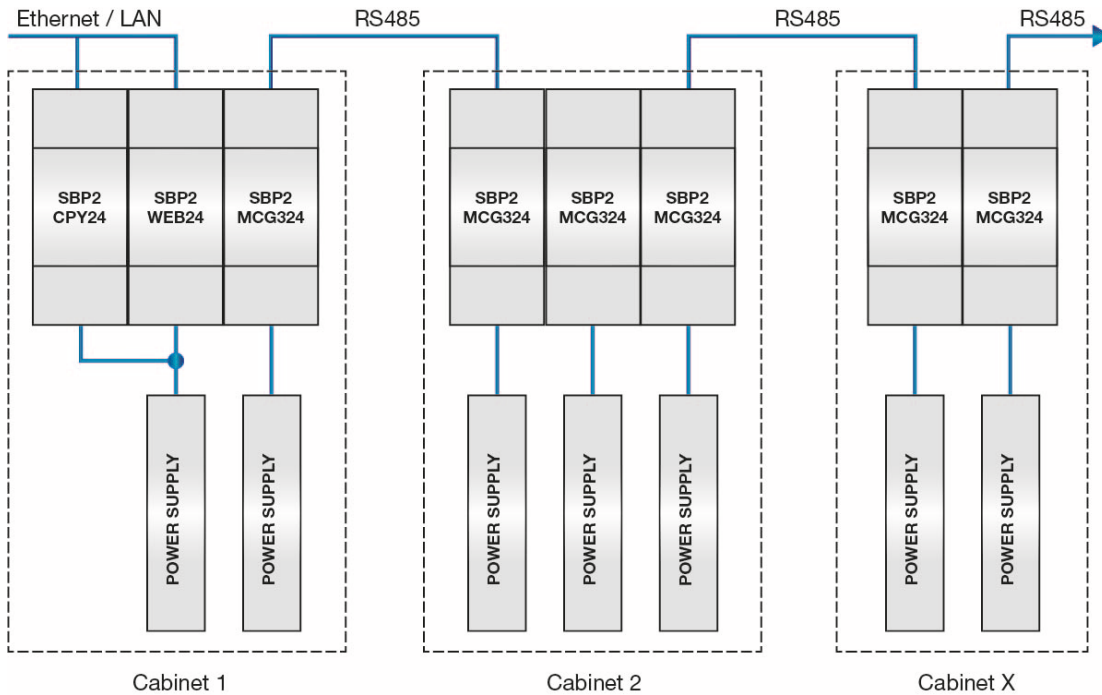 Ethernet / LAN
RS485
RS485
RS485
SBP2
CPY24
SBP2
WEB24
SBP2
MCG324
SBP2
MCG324
SBP2
MCG324
SBP2
MCG324
SBP2
MCG324
SBP2
MCG324
POWER SUPPLY
POWER SUPPLY
POWER SUPPLY
POWER SUPPLY
POWER SUPPLY
POWER SUPPLY
POWER SUPPLY
Cabinet 1
Cabinet 2
Cabinet X